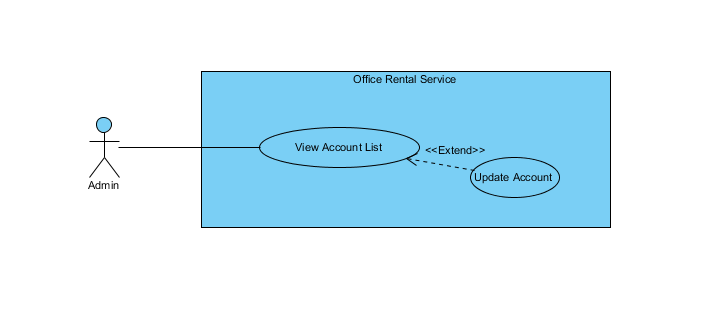 Office Rental Service
View Account List
<<Extend>>
Update Account
Admin